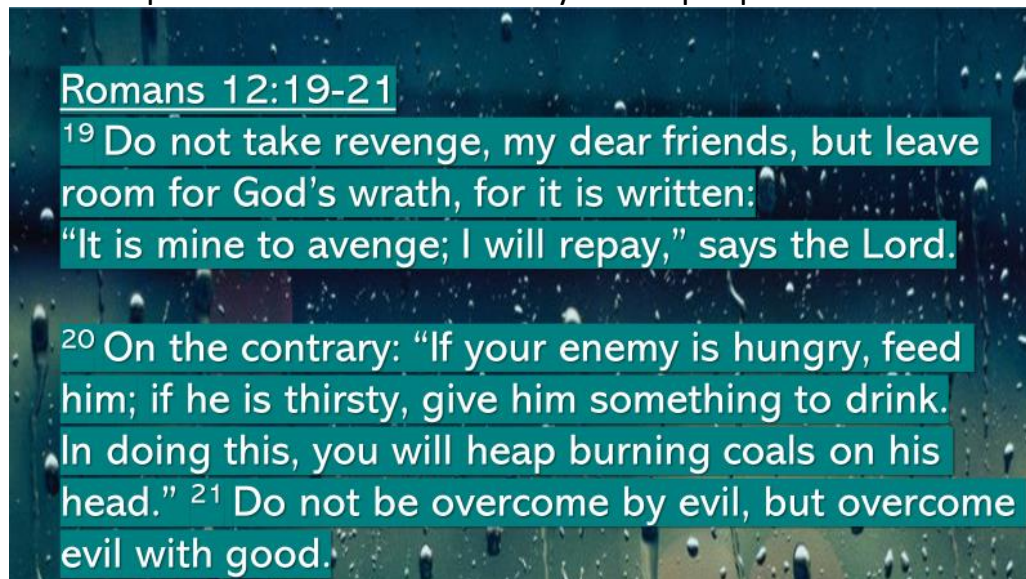 Romans 12:19-21
19 Do not take revenge, my dear friends, but leave
room for God’s wrath, for it is written:
“It is mine to avenge; I will repay,” says the Lord.
20 On the contrary: “If your enemy is hungry, feed
him; if he is thirsty, give him something to drink.
In doing this, you will heap burning coals on his
head.” 21 Do not be overcome by evil, but overcome
evil with good.